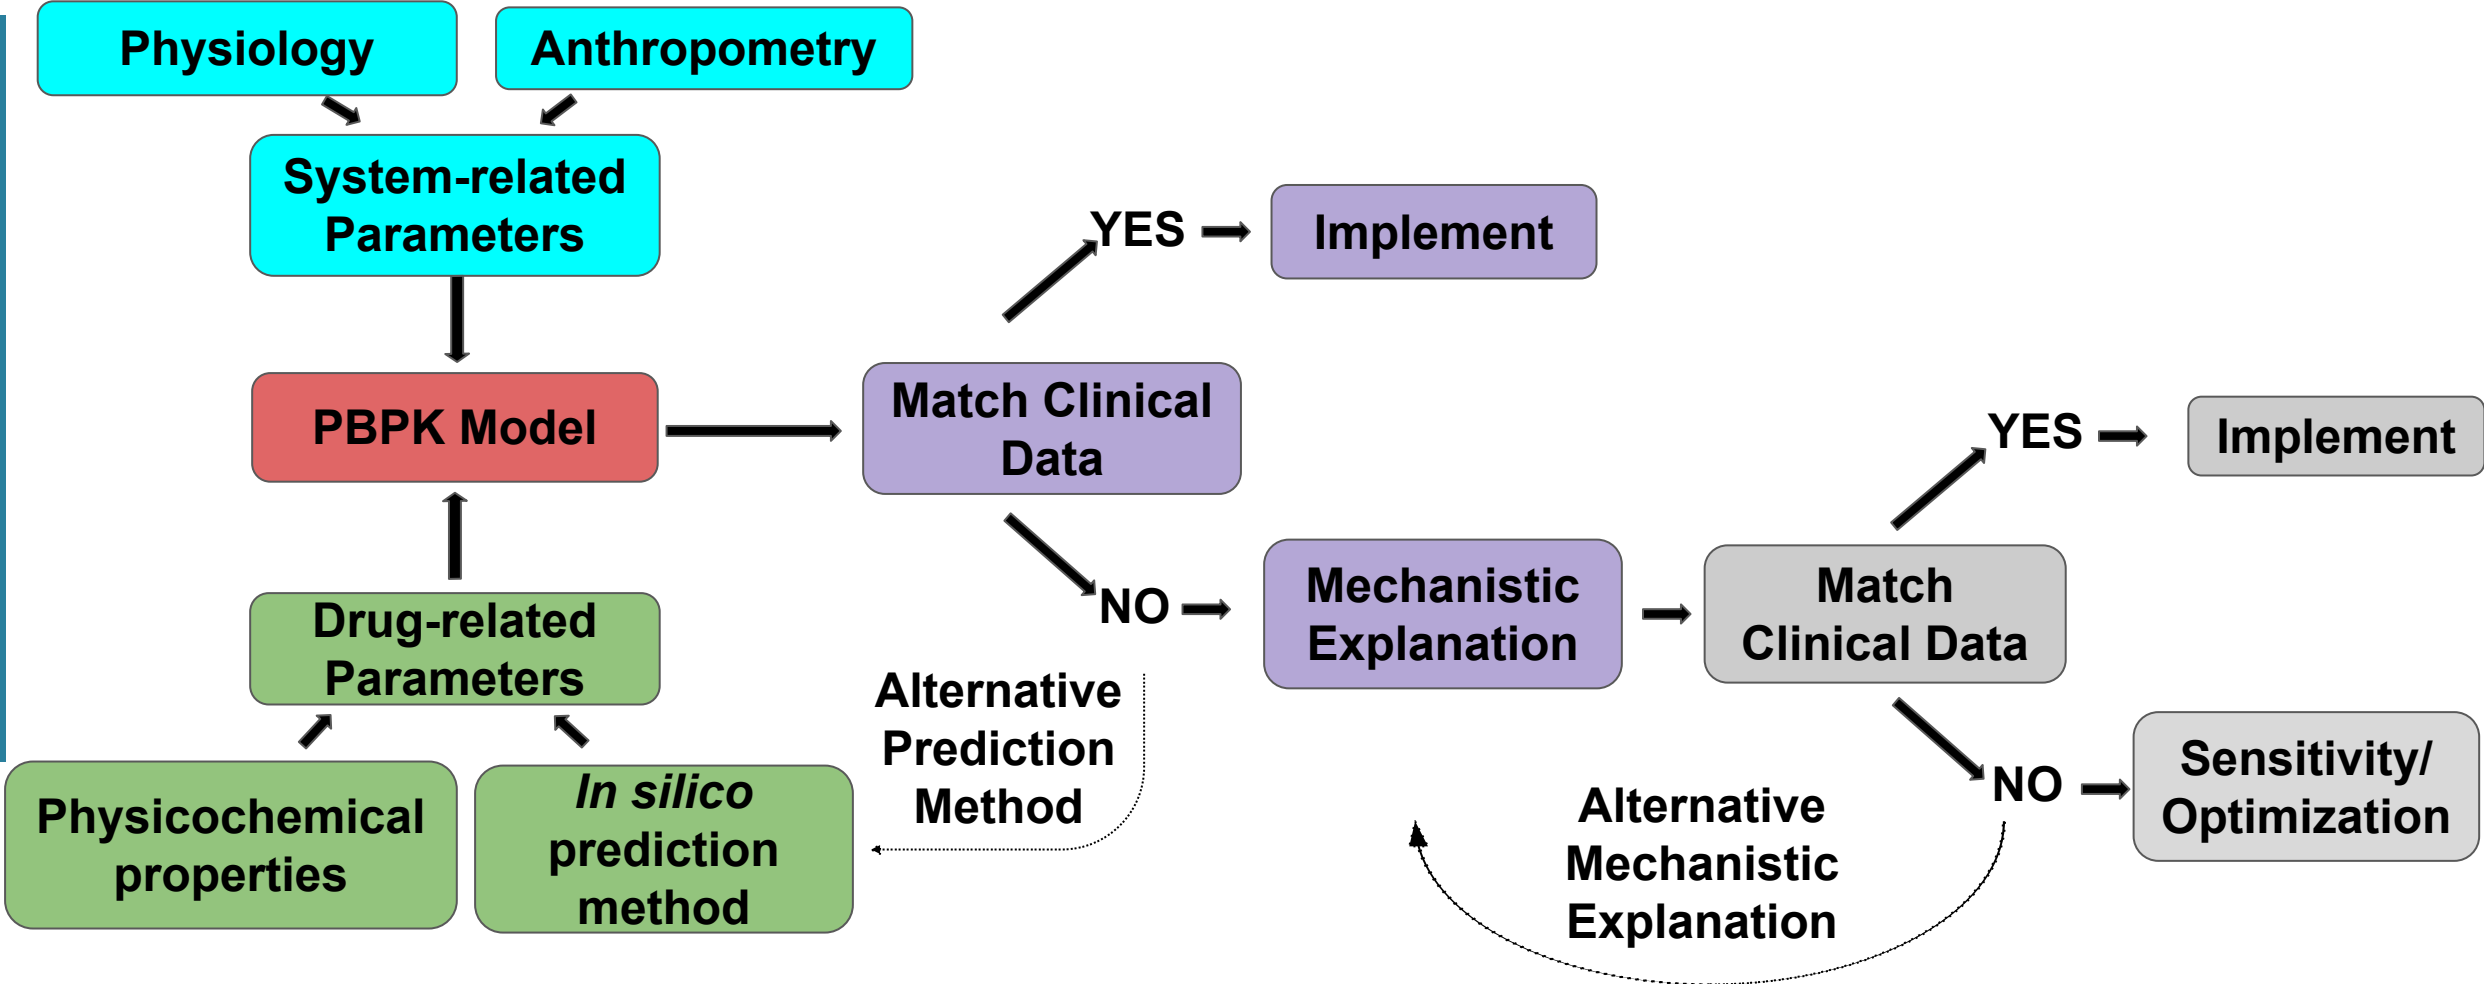 Physiology
Anthropometry
System-related
Parameters
PBPK Model
Drug-related
Parameters
Physicochemical
properties
In silico
prediction
method
Match Clinical
Data
YES
Implement
NO
Alternative
Prediction
Method
Mechanistic
Explanation
Match
Clinical Data
YES
Implement
NO
Sensitivity/
Optimization
Alternative
Mechanistic
Explanation